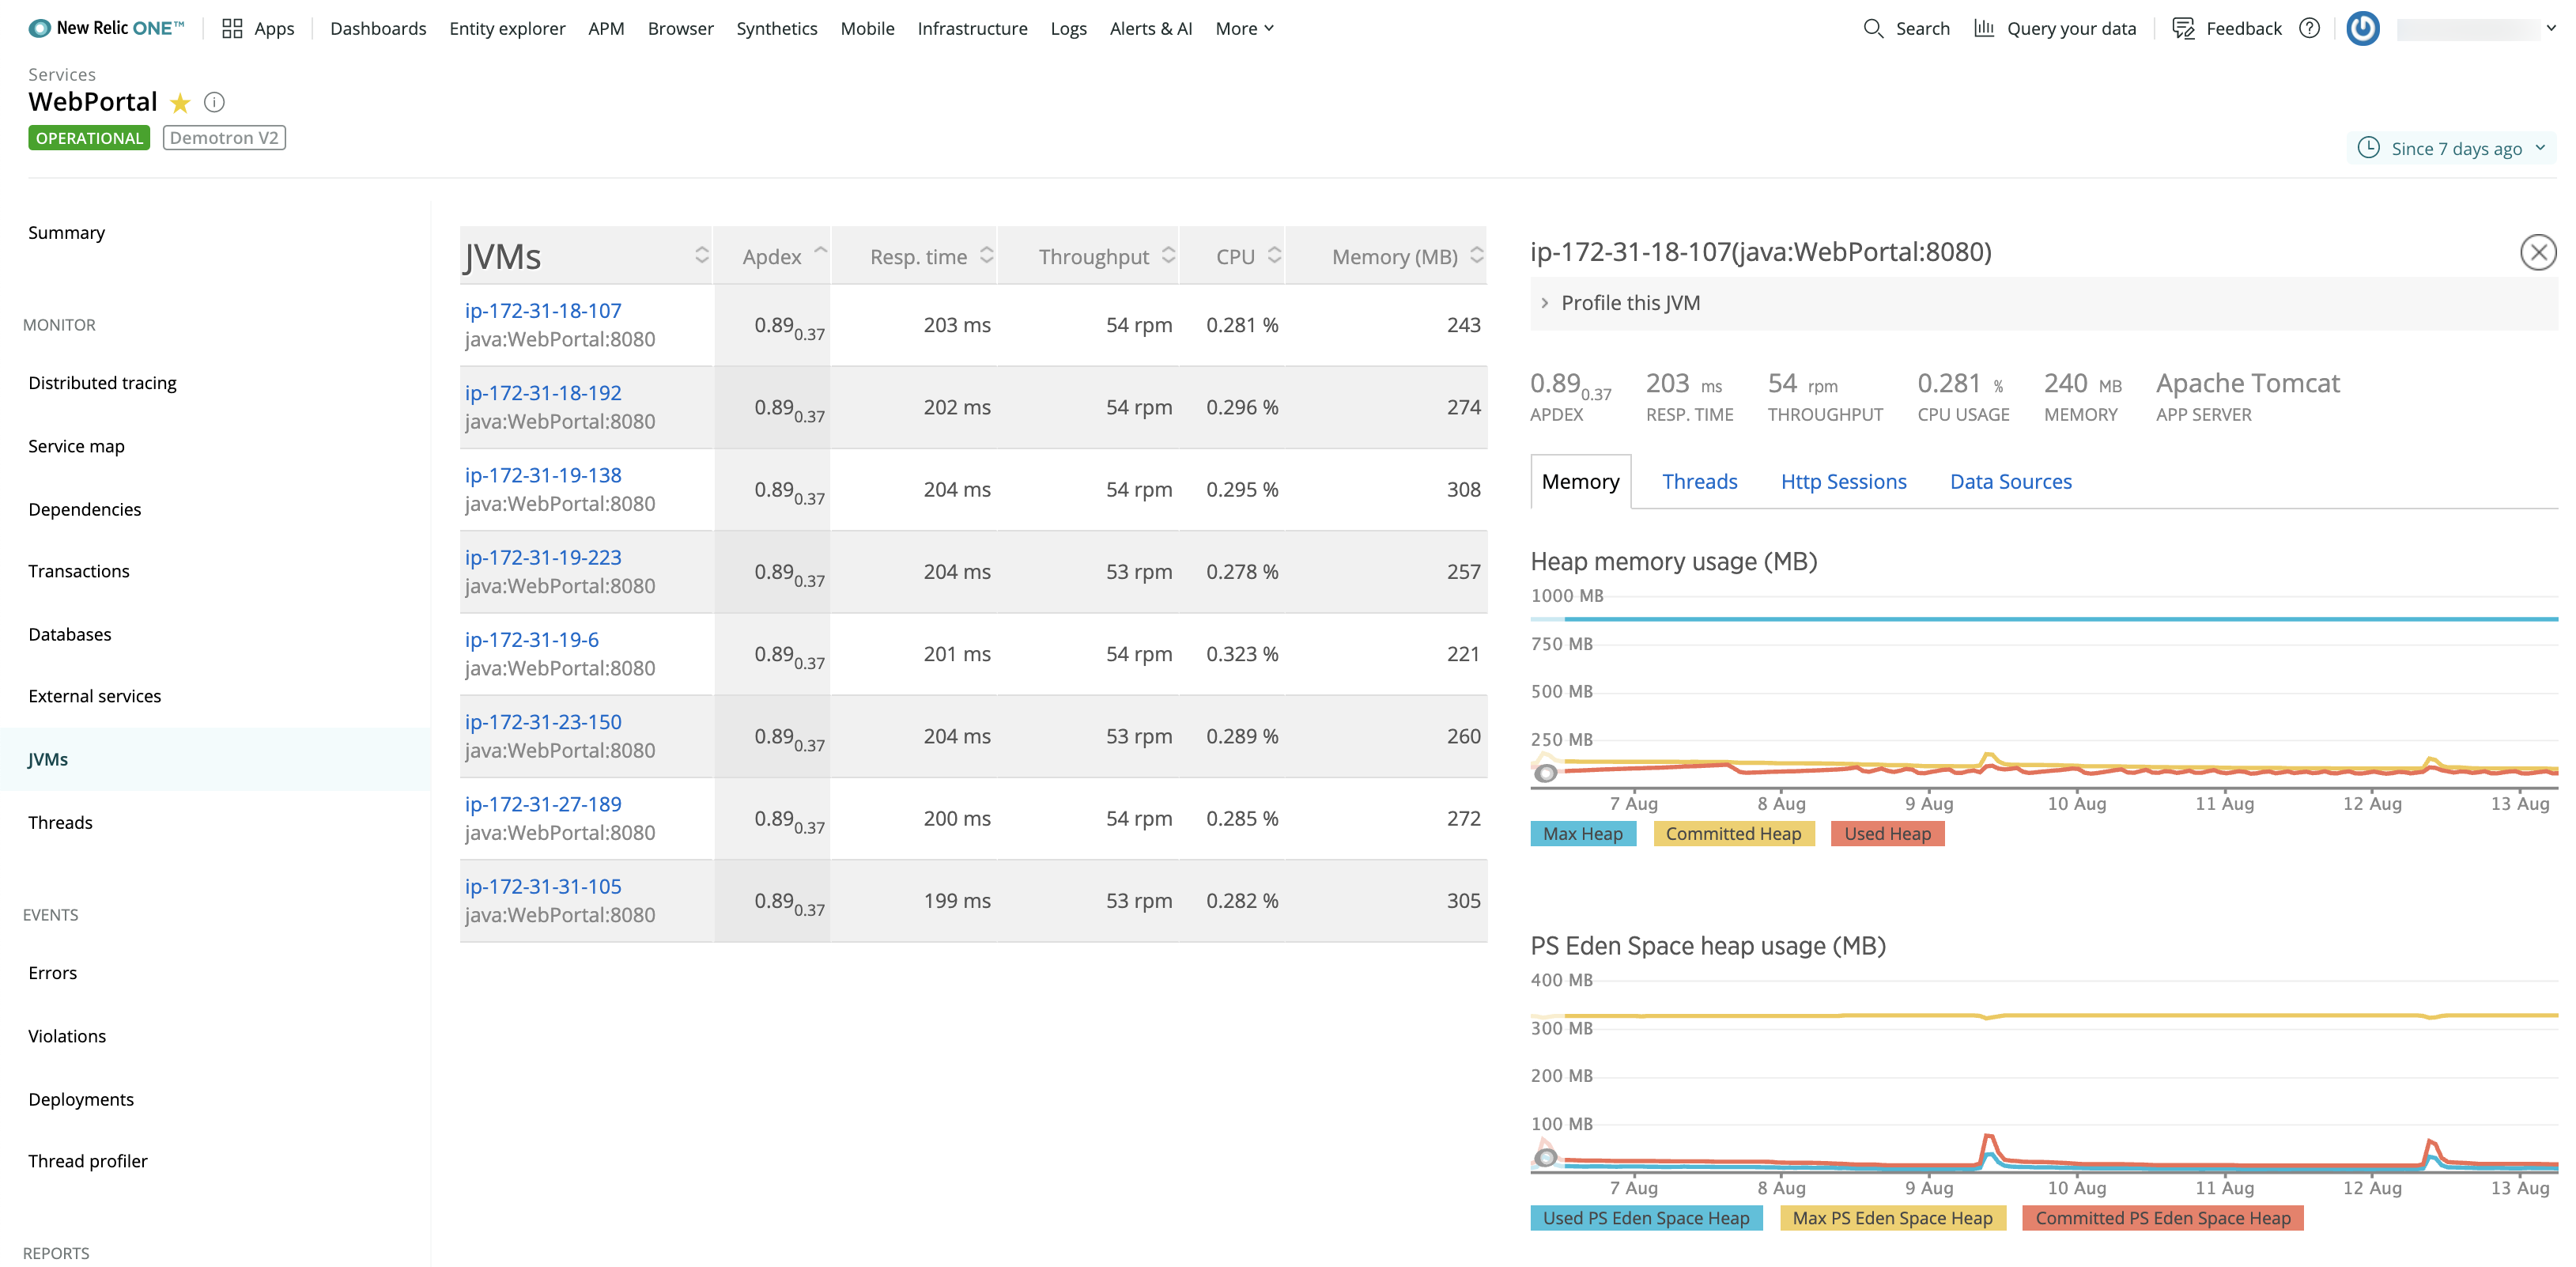 New Relic ONE™ Apps Dashboards Entity explorer APM Browser Synthetics Mobile Infrastructure Logs Alerts & AI More Search Query your data Feedback ?
Services
WebPortal
OPERATIONAL Demotron V2
Since 7 days ago
Summary
MONITOR
Distributed tracing
Service map
Dependencies
Transactions
Databases
External services
JVMs
Threads
EVENTS
Errors
Violations
Deployments
Thread profiler
REPORTS
JVMs Apdex Resp. time Throughput CPU Memory (MB)
ip-172-31-18-107
java:WebPortal:8080
0.89 0.37 203 ms 54 rpm 0.281 % 243
ip-172-31-18-192
java:WebPortal:8080
0.89 0.37 202 ms 54 rpm 0.296 % 274
ip-172-31-19-138
java:WebPortal:8080
0.89 0.37 204 ms 54 rpm 0.295 % 308
ip-172-31-19-223
java:WebPortal:8080
0.89 0.37 204 ms 53 rpm 0.278 % 257
ip-172-31-19-6
java:WebPortal:8080
0.89 0.37 201 ms 54 rpm 0.323 % 221
ip-172-31-23-150
java:WebPortal:8080
0.89 0.37 204 ms 53 rpm 0.289 % 260
ip-172-31-27-189
java:WebPortal:8080
0.89 0.37 200 ms 54 rpm 0.285 % 272
ip-172-31-31-105
java:WebPortal:8080
0.89 0.37 199 ms 53 rpm 0.282 % 305
ip-172-31-18-107(java:WebPortal:8080)
Profile this JVM
0.89 0.37 203 ms 54 rpm 0.281 % 240 MB Apache Tomcat
APDEX RESP. TIME THROUGHPUT CPU USAGE MEMORY APP SERVER
Memory Threads Http Sessions Data Sources
Heap memory usage (MB)
1000 MB
750 MB
500 MB
250 MB
7 Aug 8 Aug 9 Aug 10 Aug 11 Aug 12 Aug 13 Aug
Max Heap Committed Heap Used Heap
PS Eden Space heap usage (MB)
400 MB
300 MB
200 MB
100 MB
7 Aug 8 Aug 9 Aug 10 Aug 11 Aug 12 Aug 13 Aug
Used PS Eden Space Heap Max PS Eden Space Heap Committed PS Eden Space Heap